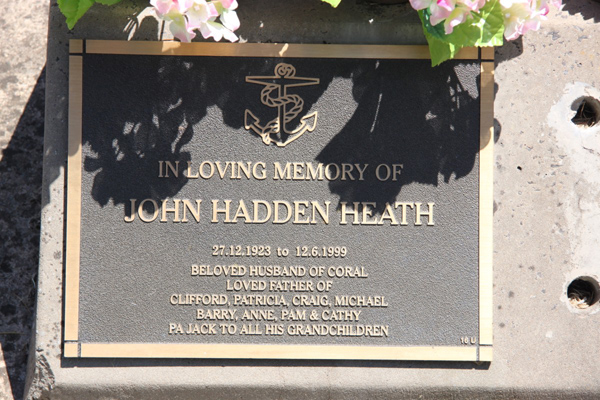 IN LOVING MEMORY OF
JOHN HADDEN HEATH
27.12.1923 to 12.6.1999
BELOVED HUSBAND OF CORAL
LOVED FATHER OF
CLIFFORD, PATRICIA, CRAIG, MICHAEL
BARRY, ANNE, PAM & CATHY
PA JACK TO ALL HIS GRANDCHILDREN
16 U